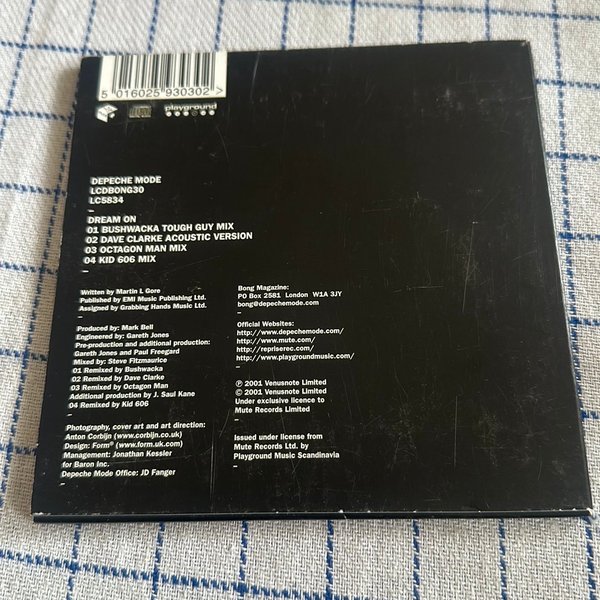 5 016025 930302 >
playground
DEPECHE MODE
LCDBONG30
LC5834
–
DREAM ON
01 BUSHWACKA TOUGH GUY MIX
02 DAVE CLARKE ACOUSTIC VERSION
03 OCTAGON MAN MIX
04 KID 606 MIX
–
Written by Martin L Gore
Published by EMI Music Publishing Ltd.
Assigned by Grabbing Hands Music Ltd.
–
Produced by: Mark Bell
Engineered by: Gareth Jones
Pre-production and additional production:
Gareth Jones and Paul Freegard
Mixed by: Steve Fitzmaurice
01 Remixed by Bushwacka
02 Remixed by Dave Clarke
03 Remixed by Octagon Man
Additional production by J. Saul Kane
04 Remixed by Kid 606
–
Photography, cover art and art direction:
Anton Corbijn (www.corbijn.co.uk)
Design: Form® (www.form.uk.com)
Management: Jonathan Kessler
for Baron Inc.
Depeche Mode Office: JD Fanger
–
Bong Magazine:
PO Box 2581 London W1A 3JY
bong@depechemode.com
–
Official Websites:
http://www.depechemode.com/
http://www.mute.com/
http://repriserec.com/
http://www.playgroundmusic.com/
–
℗ 2001 Venusnote Limited
© 2001 Venusnote Limited
Under exclusive licence to
Mute Records Limited
–
Issued under license from
Mute Records Ltd. by
Playground Music Scandinavia
–